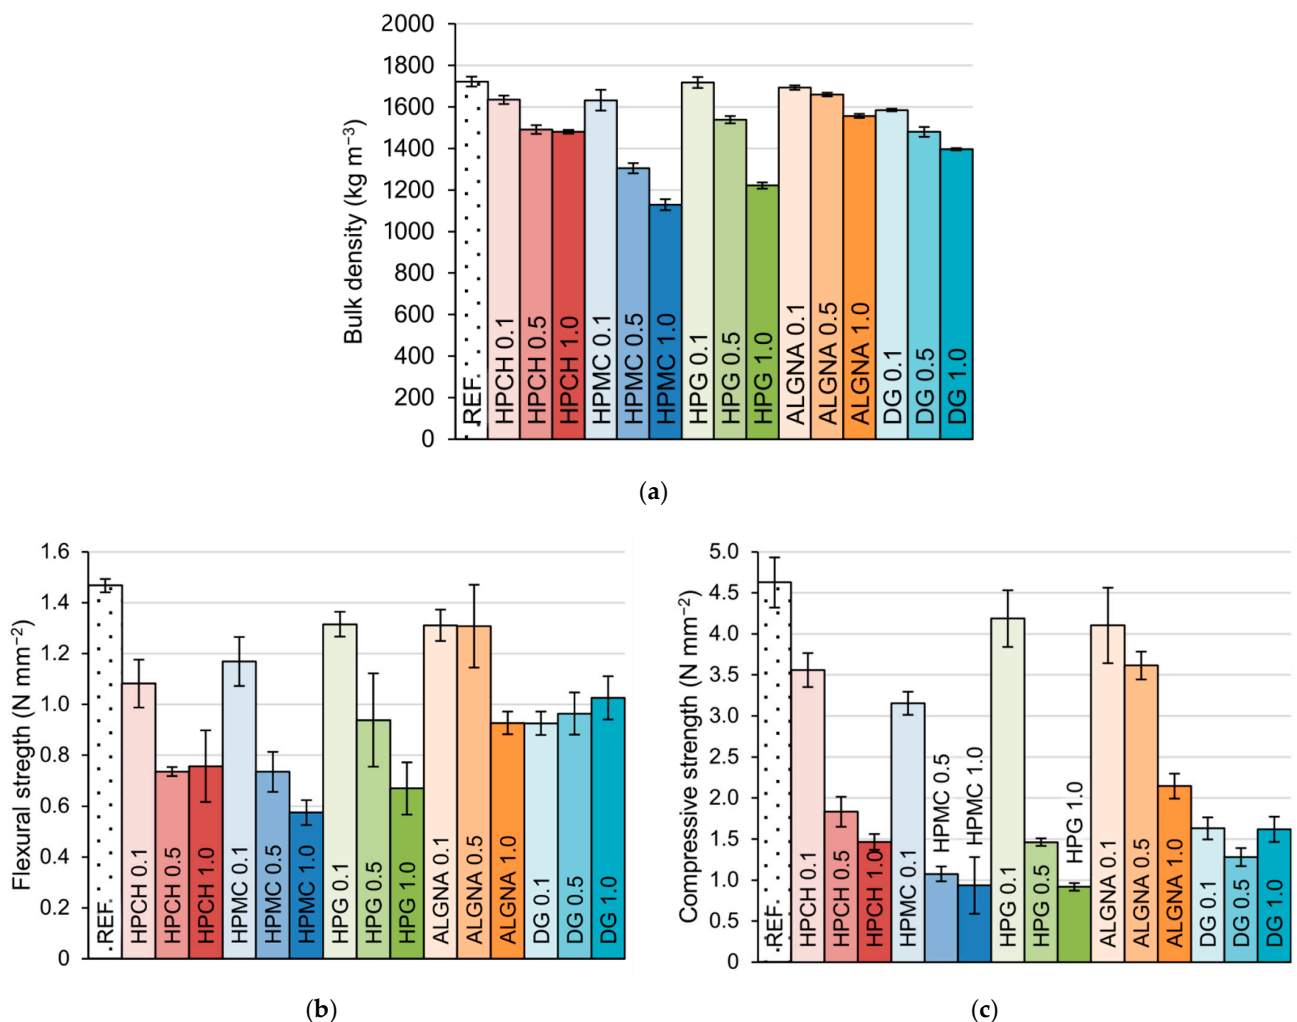 2000
1800
1600
1400
1200
1000
800
600
400
200
0
Bulk density (kg m⁻³)
REF
HPCH 0.1
HPCH 0.5
HPCH 1.0
HPMC 0.1
HPMC 0.5
HPMC 1.0
HPG 0.1
HPG 0.5
HPG 1.0
ALGNA 0.1
ALGNA 0.5
ALGNA 1.0
DG 0.1
DG 0.5
DG 1.0
(a)
1.6
1.4
1.2
1.0
0.8
0.6
0.4
0.2
0
Flexural stregth (N mm⁻²)
REF
HPCH 0.1
HPCH 0.5
HPCH 1.0
HPMC 0.1
HPMC 0.5
HPMC 1.0
HPG 0.1
HPG 0.5
HPG 1.0
ALGNA 0.1
ALGNA 0.5
ALGNA 1.0
DG 0.1
DG 0.5
DG 1.0
(b)
5.0
4.5
4.0
3.5
3.0
2.5
2.0
1.5
1.0
0.5
0
Compressive strength (N mm⁻²)
REF
HPCH 0.1
HPCH 0.5
HPCH 1.0
HPMC 0.1
HPMC 0.5
HPMC 1.0
HPG 0.1
HPG 0.5
HPG 1.0
ALGNA 0.1
ALGNA 0.5
ALGNA 1.0
DG 0.1
DG 0.5
DG 1.0
(c)